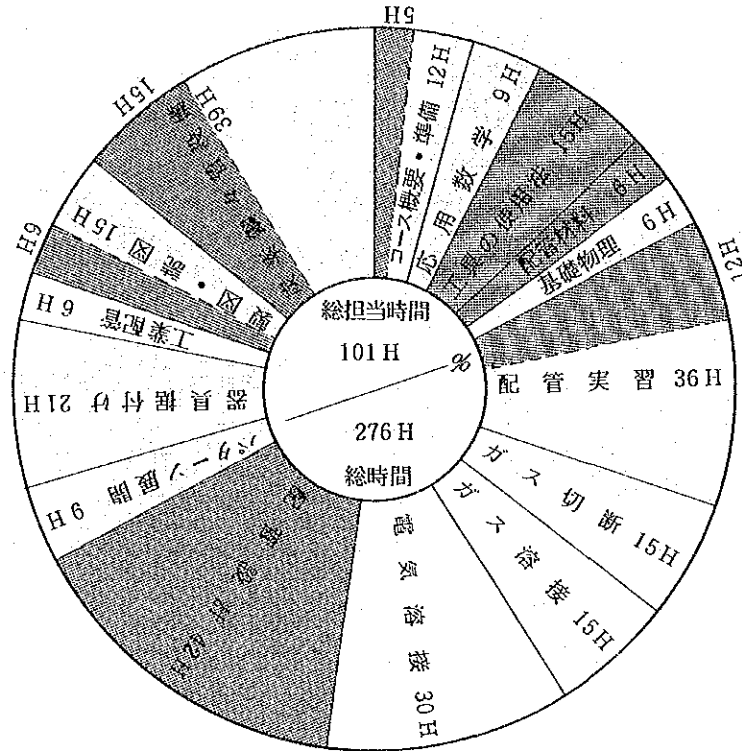 5H
コース概要・準備 12H
応用数学 9H
工具の使用法 15H
配管材料 6H
基礎物理 6H
12H
配管実習 36H
ガス切断 15H
ガス溶接 15H
電気溶接 30H
42H
パターン展開 9H
器具据付け 21H
工業配管 6H
6H
製図・読図 15H
15H
39H
総担当時間
101H
%
276H
総時間